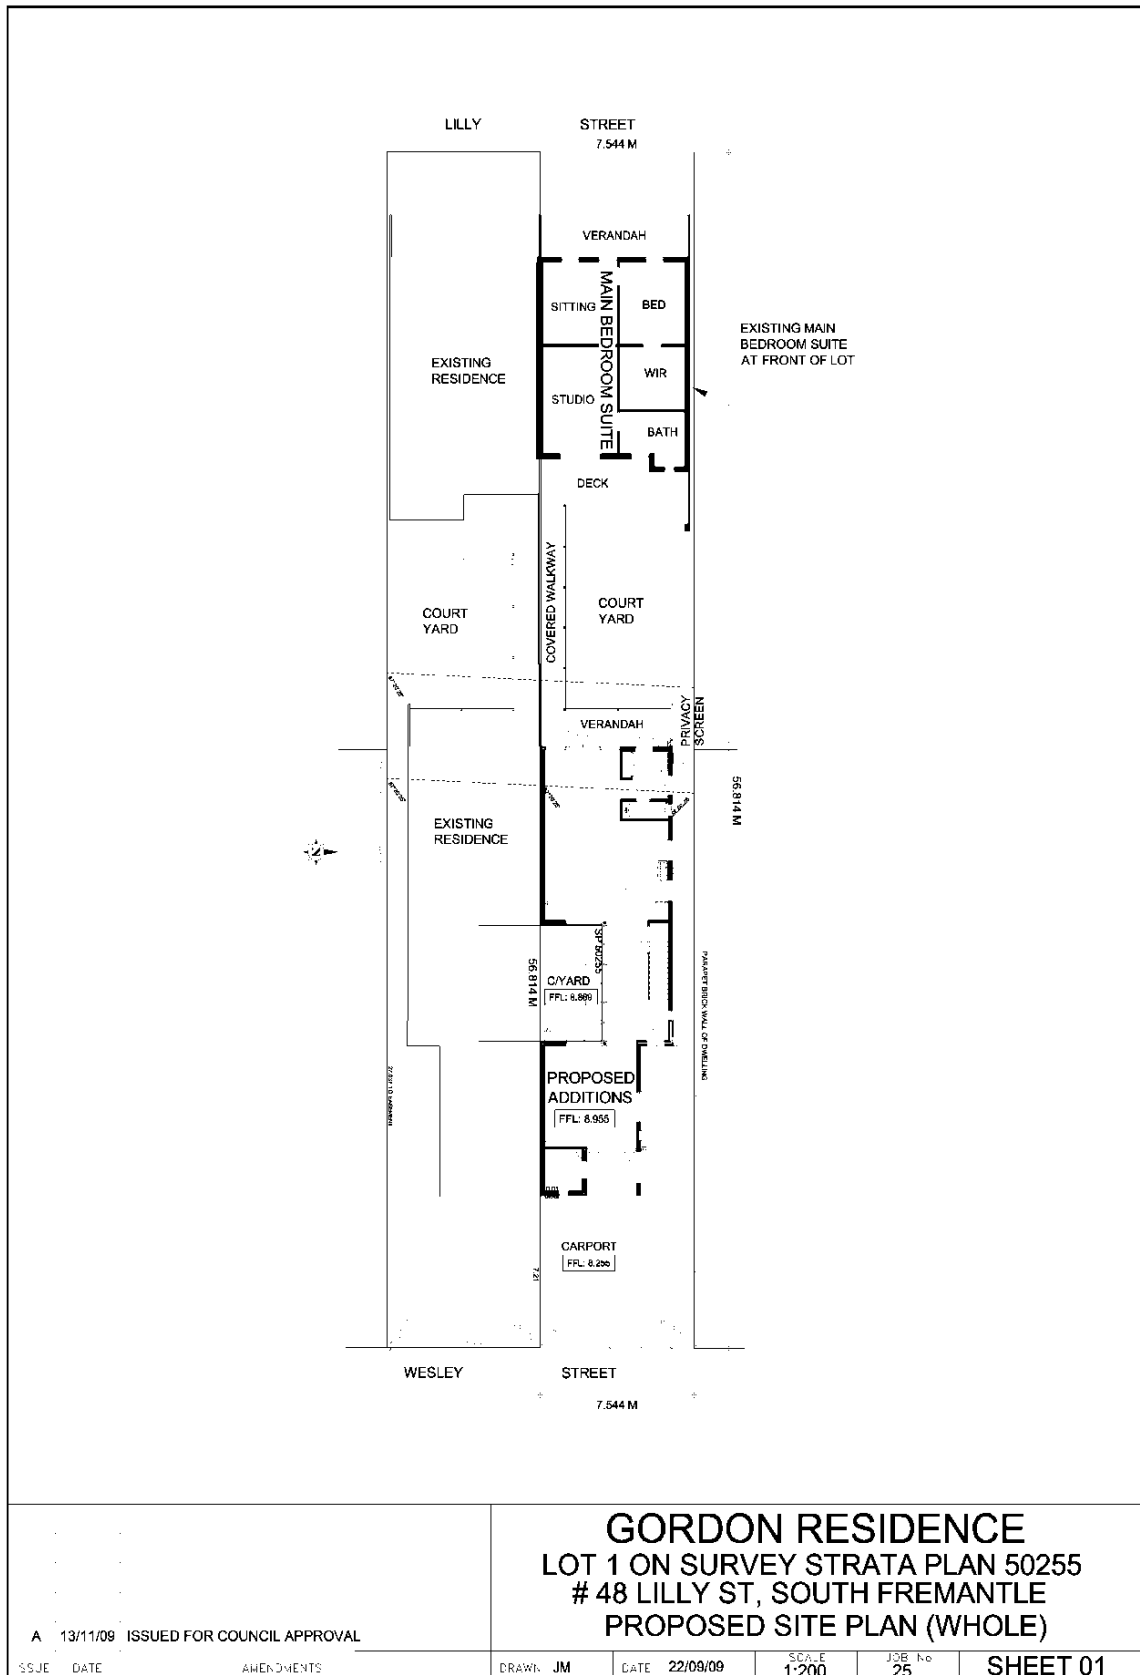 LILLY STREET
7.544 M
VERANDAH
SITTING
BED
MAIN BEDROOM SUITE
EXISTING MAIN
BEDROOM SUITE
AT FRONT OF LOT
EXISTING
RESIDENCE
WIR
STUDIO
BATH
DECK
COVERED WALKWAY
COURT
YARD
COURT
YARD
PRIVACY
SCREEN
VERANDAH
56.814 M
EXISTING
RESIDENCE
SP 50255
56.814 M
C/YARD
FFL: 8.869
PARAPET BRICK WALL OF DWELLING
PROPOSED
ADDITIONS
FFL: 8.955
CARPORT
FFL: 8.255
7.21
WESLEY STREET
7.544 M
GORDON RESIDENCE
LOT 1 ON SURVEY STRATA PLAN 50255
# 48 LILLY ST, SOUTH FREMANTLE
PROPOSED SITE PLAN (WHOLE)
A 13/11/09 ISSUED FOR COUNCIL APPROVAL
ISSUE DATE AMENDMENTS
DRAWN JM
DATE 22/09/09
SCALE
1:200
JOB No
25
SHEET 01